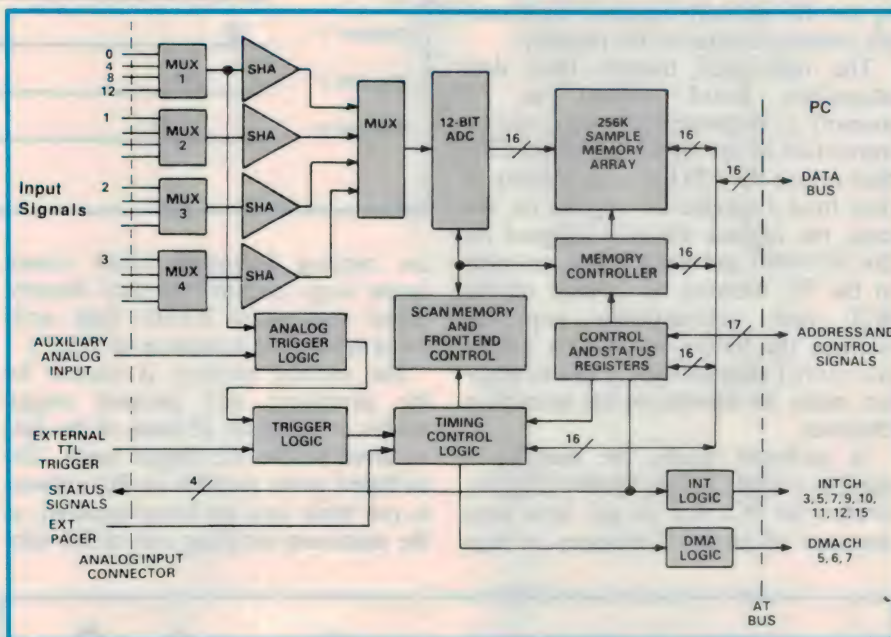 0
4
8
12
MUX
1
SHA
1
MUX
2
SHA
2
MUX
3
SHA
3
MUX
4
SHA
Input
Signals
MUX
12-BIT
ADC
16
256K
SAMPLE
MEMORY
ARRAY
16
16
PC
DATA
BUS
MEMORY
CONTROLLER
16
SCAN MEMORY
AND
FRONT END
CONTROL
CONTROL
AND STATUS
REGISTERS
17
16
ADDRESS AND
CONTROL
SIGNALS
ANALOG
TRIGGER
LOGIC
AUXILIARY
ANALOG
INPUT
TRIGGER
LOGIC
TIMING
CONTROL
LOGIC
16
EXTERNAL
TTL
TRIGGER
STATUS
SIGNALS
4
INT
LOGIC
INT CH
3, 5, 7, 9, 10,
11, 12, 15
EXT
PACER
DMA
LOGIC
DMA CH
5, 6, 7
ANALOG INPUT
CONNECTOR
AT
BUS